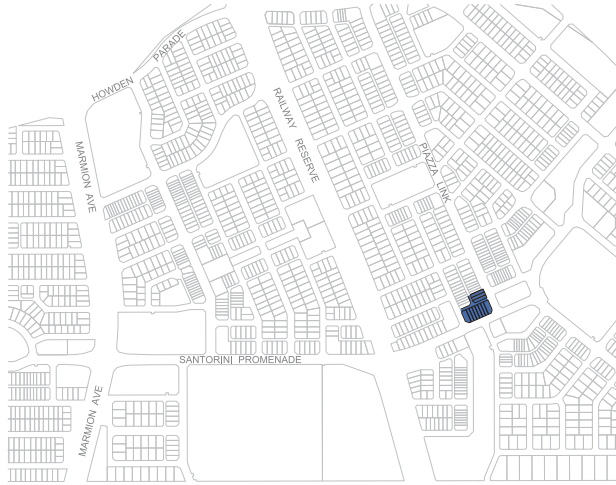 HOWDEN PARADE
RAILWAY RESERVE
MARMION AVE
PIAZZA LINK
SANTORINI PROMENADE
MARMION AVE